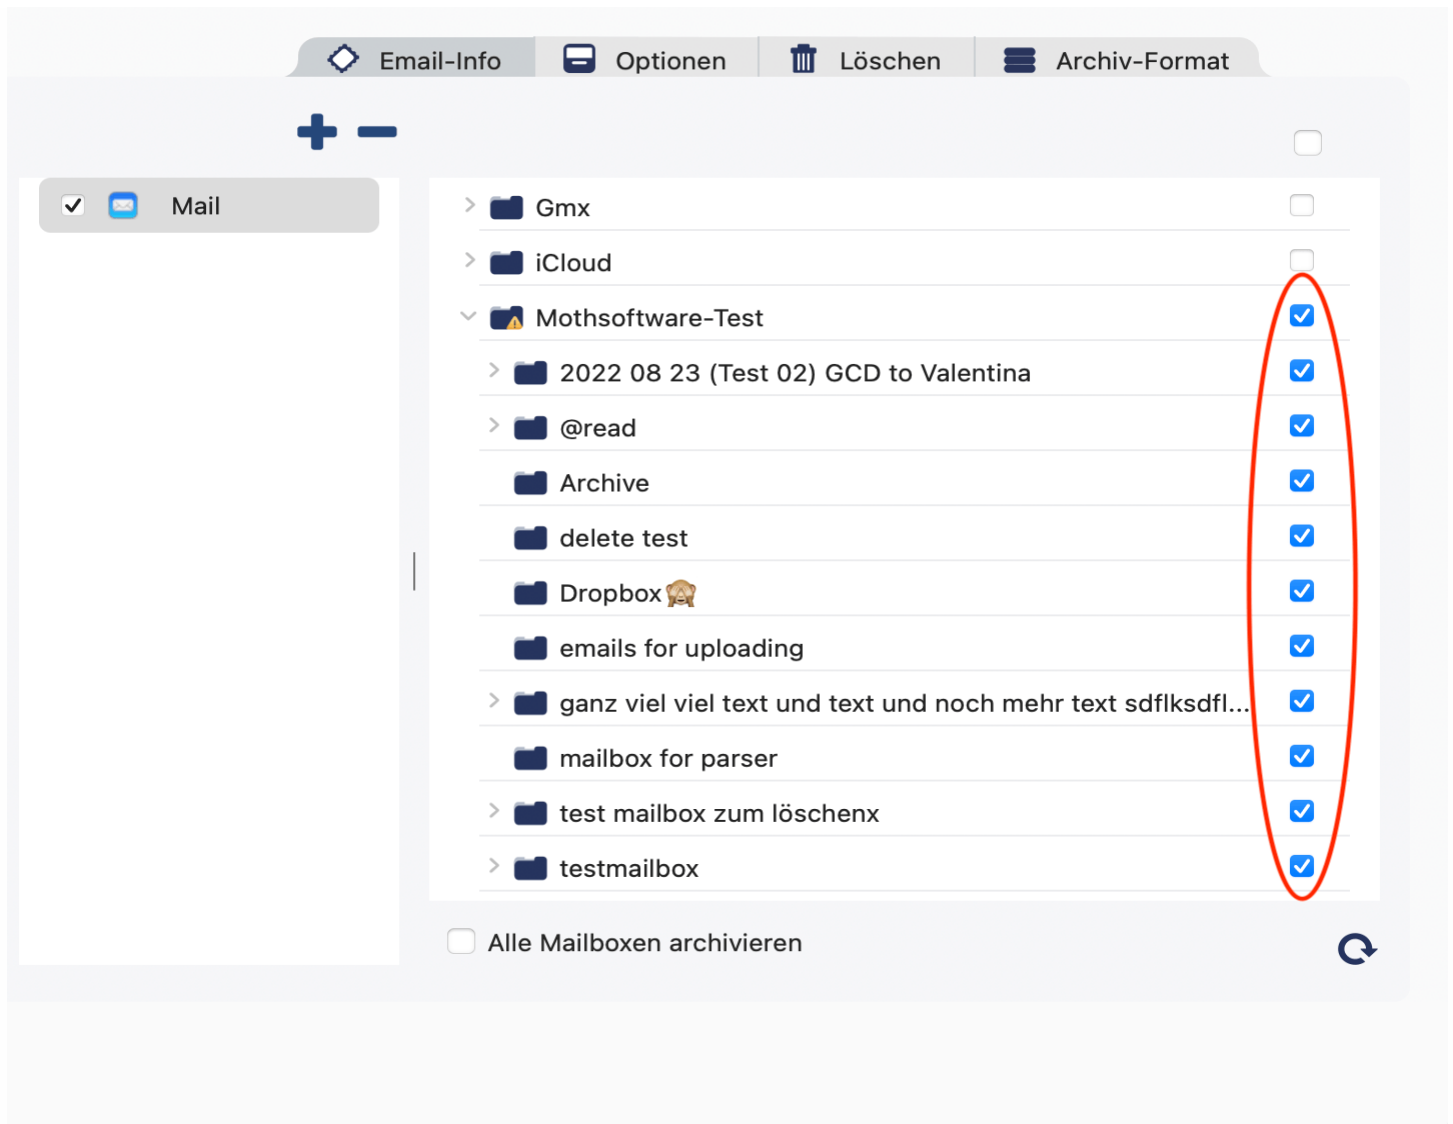 Email-Info
Optionen
Löschen
Archiv-Format
Mail
Gmx
iCloud
Mothsoftware-Test
2022 08 23 (Test 02) GCD to Valentina
@read
Archive
delete test
Dropbox🙈
emails for uploading
ganz viel viel text und text und noch mehr text sdflksdfl...
mailbox for parser
test mailbox zum löschenx
testmailbox
Alle Mailboxen archivieren